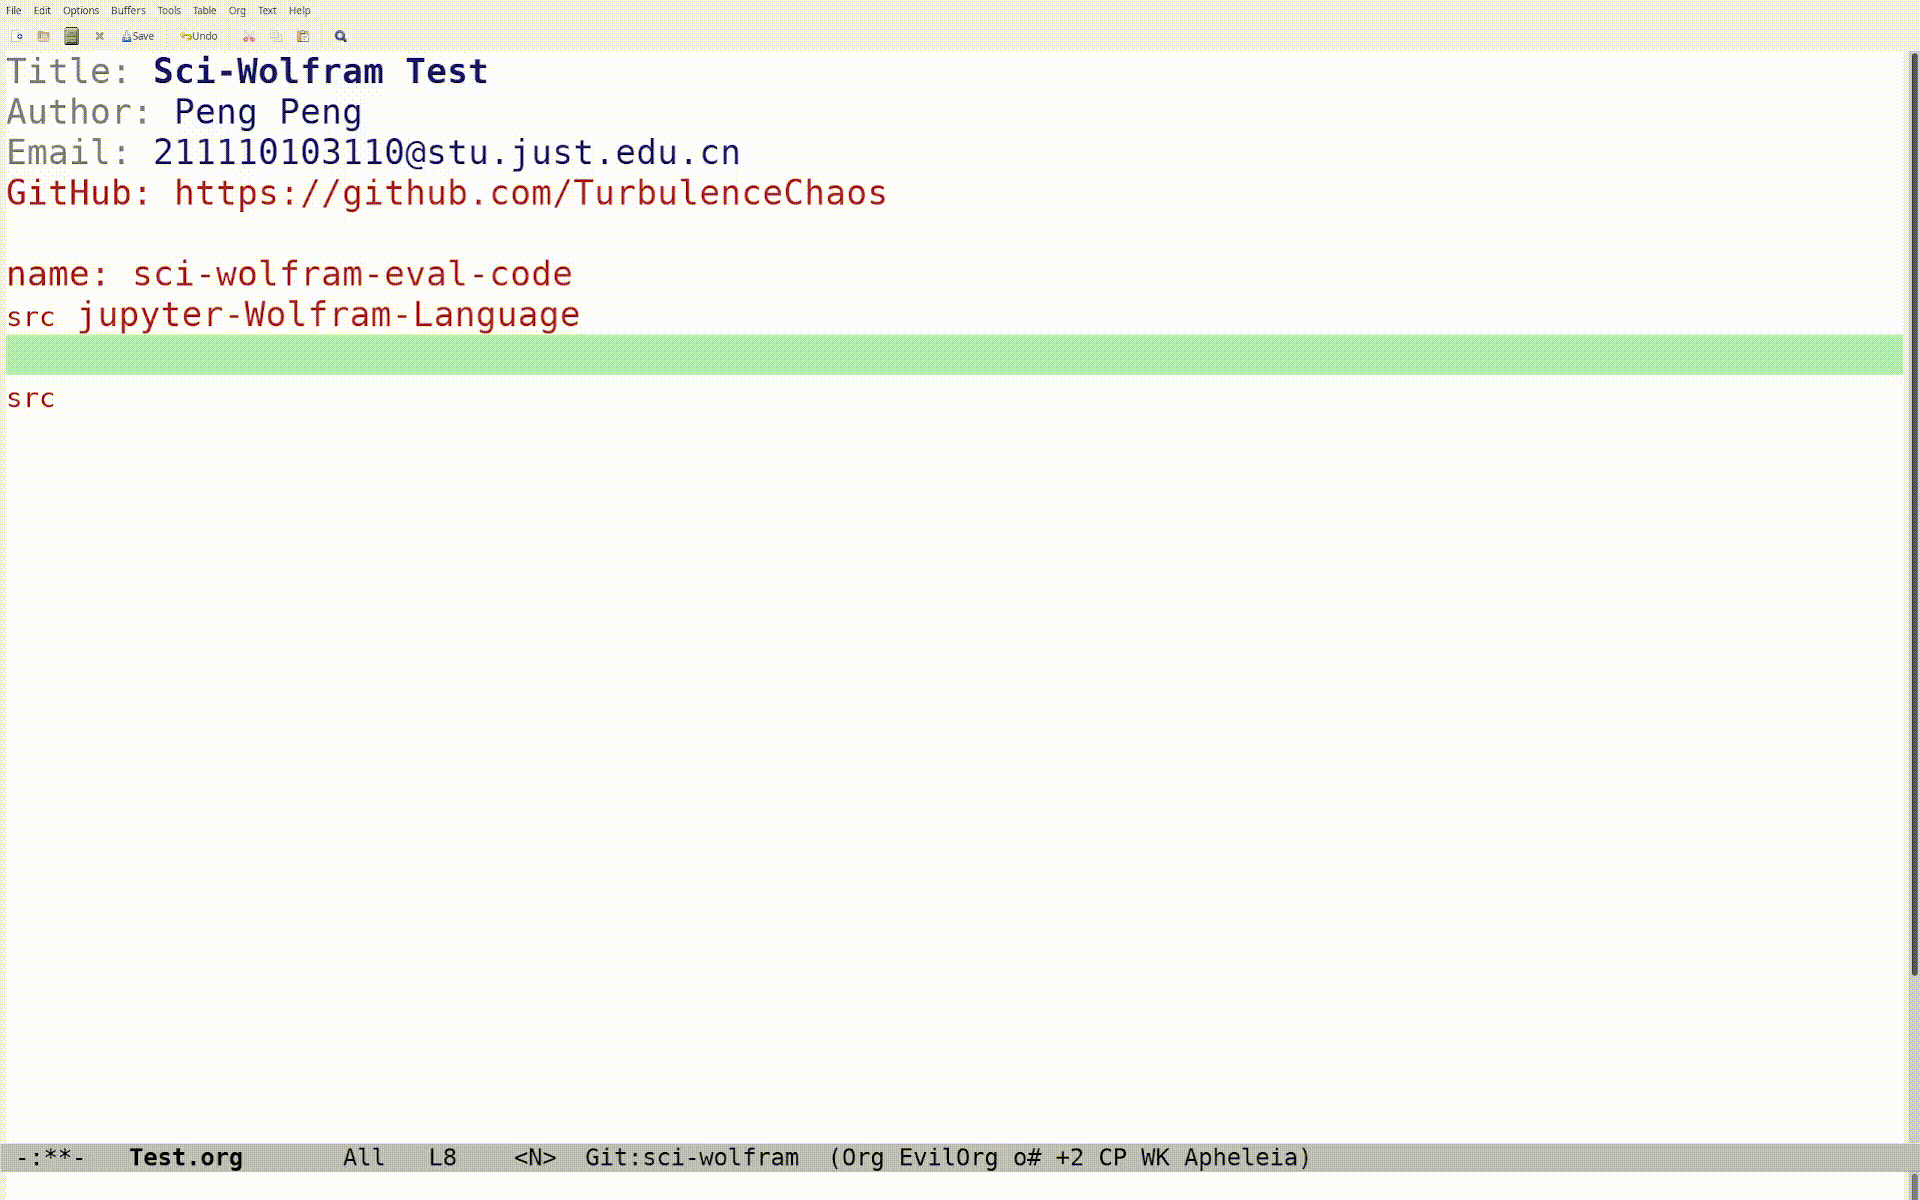 File Edit Options Buffers Tools Table Org Text Help
Save Undo
Title: Sci-Wolfram Test
Author: Peng Peng
Email: 211110103110@stu.just.edu.cn
GitHub: https://github.com/TurbulenceChaos
name: sci-wolfram-eval-code
src jupyter-Wolfram-Language
src
-:**- Test.org All L8 <N> Git:sci-wolfram (Org EvilOrg o# +2 CP WK Apheleia)